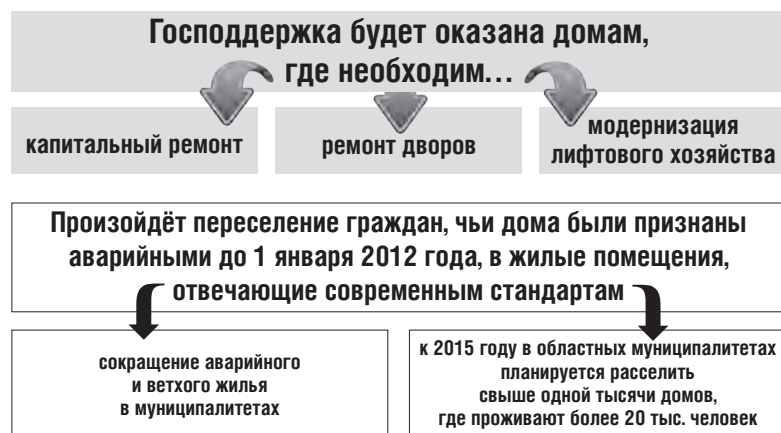 Господдержка будет оказана домам,
где необходим…
капитальный ремонт
ремонт дворов
модернизация
лифтового хозяйства
Произойдёт переселение граждан, чьи дома были признаны
аварийными до 1 января 2012 года, в жилые помещения,
отвечающие современным стандартам
сокращение аварийного
и ветхого жилья
в муниципалитетах
к 2015 году в областных муниципалитетах
планируется расселить
свыше одной тысячи домов,
где проживают более 20 тыс. человек